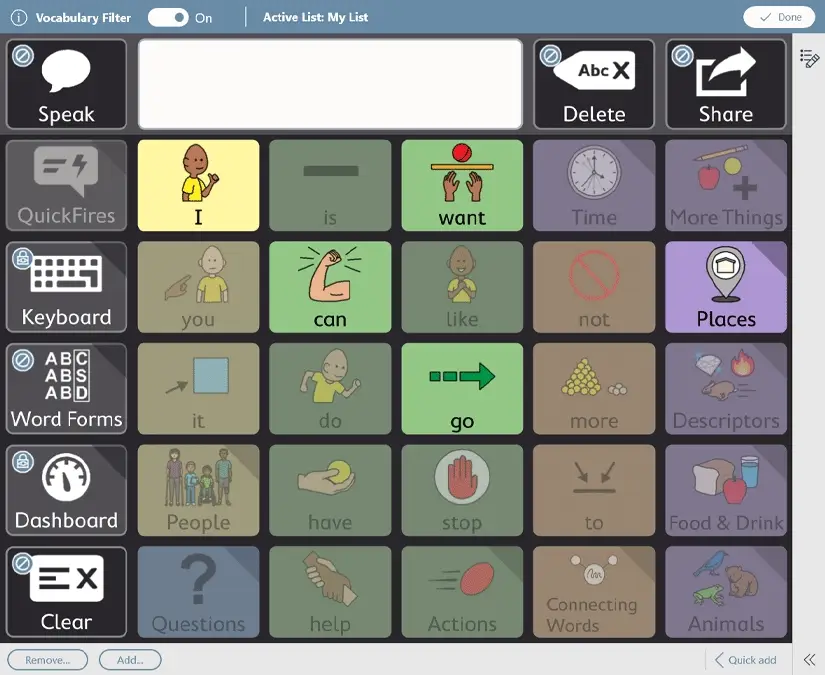 Vocabulary Filter On Active List: My List Done
Speak Abc X Delete Share
QuickFires I is want Time More Things
Keyboard you can like not Places
ABC
ABS
ABD
Word Forms it do go more Descriptors
Dashboard People have stop to Food & Drink
X
Clear Questions help Actions Connecting
Words Animals
Remove... Add... Quick add